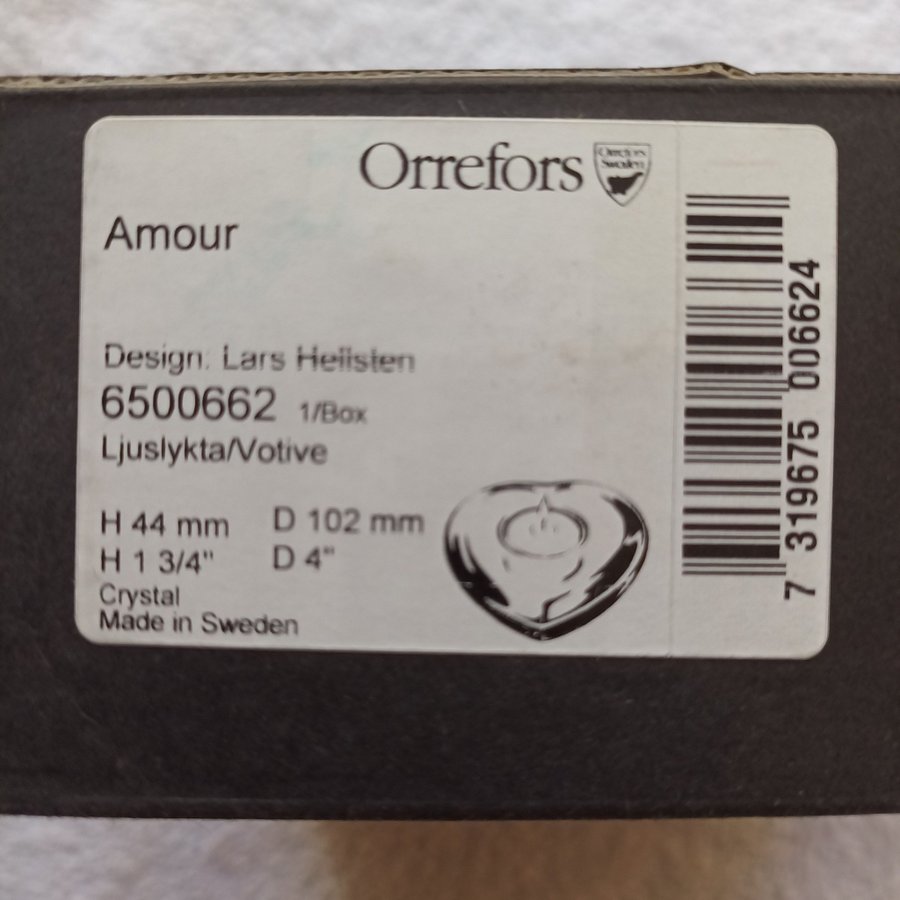 Orrefors
Orrefors
Sweden
Amour
Design: Lars Hellsten
6500662 1/Box
Ljuslykta/Votive
H 44 mm D 102 mm
H 1 3/4" D 4"
Crystal
Made in Sweden
7 319675 006624